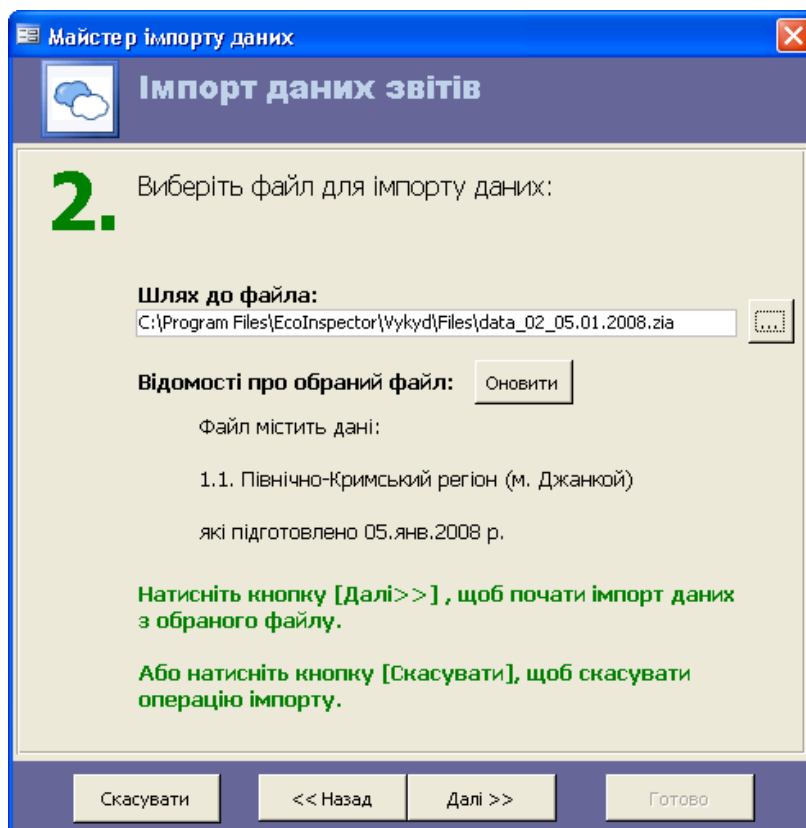 Майстер імпорту даних
Імпорт даних звітів
2.
Виберіть файл для імпорту даних:
Шлях до файла:
C:\Program Files\EcoInspector\Vykyd\Files\data_02_05.01.2008.zia
...
Відомості про обраний файл:
Оновити
Файл містить дані:
1.1. Північно-Кримський регіон (м. Джанкой)
які підготовлено 05.янв.2008 р.
Натисніть кнопку [Далі>>] , щоб почати імпорт даних
з обраного файлу.
Або натисніть кнопку [Скасувати], щоб скасувати
операцію імпорту.
Скасувати
<< Назад
Далі >>
Готово